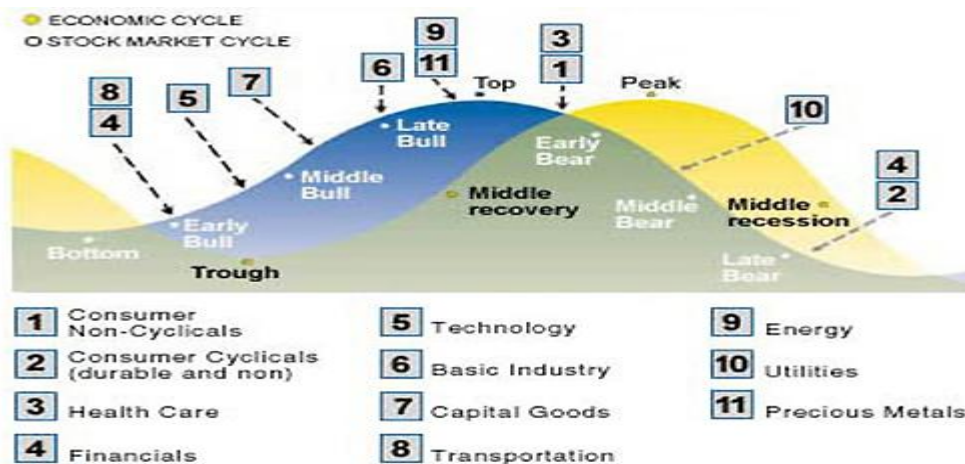 ECONOMIC CYCLE
STOCK MARKET CYCLE
8
4
5
7
6
9
11
Top
3
1
Peak
10
4
2
Late
Bull
Early
Bear
Middle
Bull
Middle
recovery
Middle
Bear
Middle
recession
Early
Bull
Bottom
Trough
Late
Bear
1 Consumer
Non-Cyclicals
2 Consumer Cyclicals
(durable and non)
3 Health Care
4 Financials
5 Technology
6 Basic Industry
7 Capital Goods
8 Transportation
9 Energy
10 Utilities
11 Precious Metals